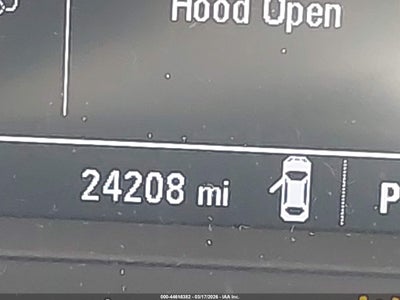 Hood Open
24208 mi
P
000-44616382 - 03/17/2026 - IAA Inc.